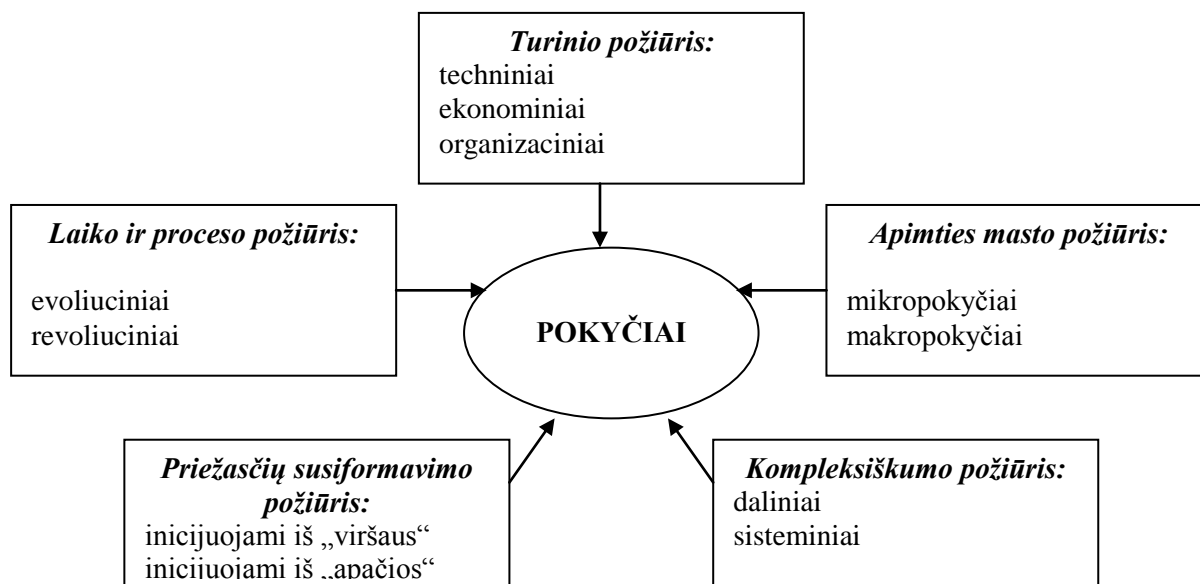 Turinio požiūris:
techniniai
ekonominiai
organizaciniai
Laiko ir proceso požiūris:
evoliuciniai
revoliuciniai
Apimties masto požiūris:
mikropokyčiai
makropokyčiai
POKYČIAI
Priežasčių susiformavimo
požiūris:
inicijuojami iš „viršaus“
inicijuojami iš „apačios“
Kompleksiškumo požiūris:
daliniai
sisteminiai